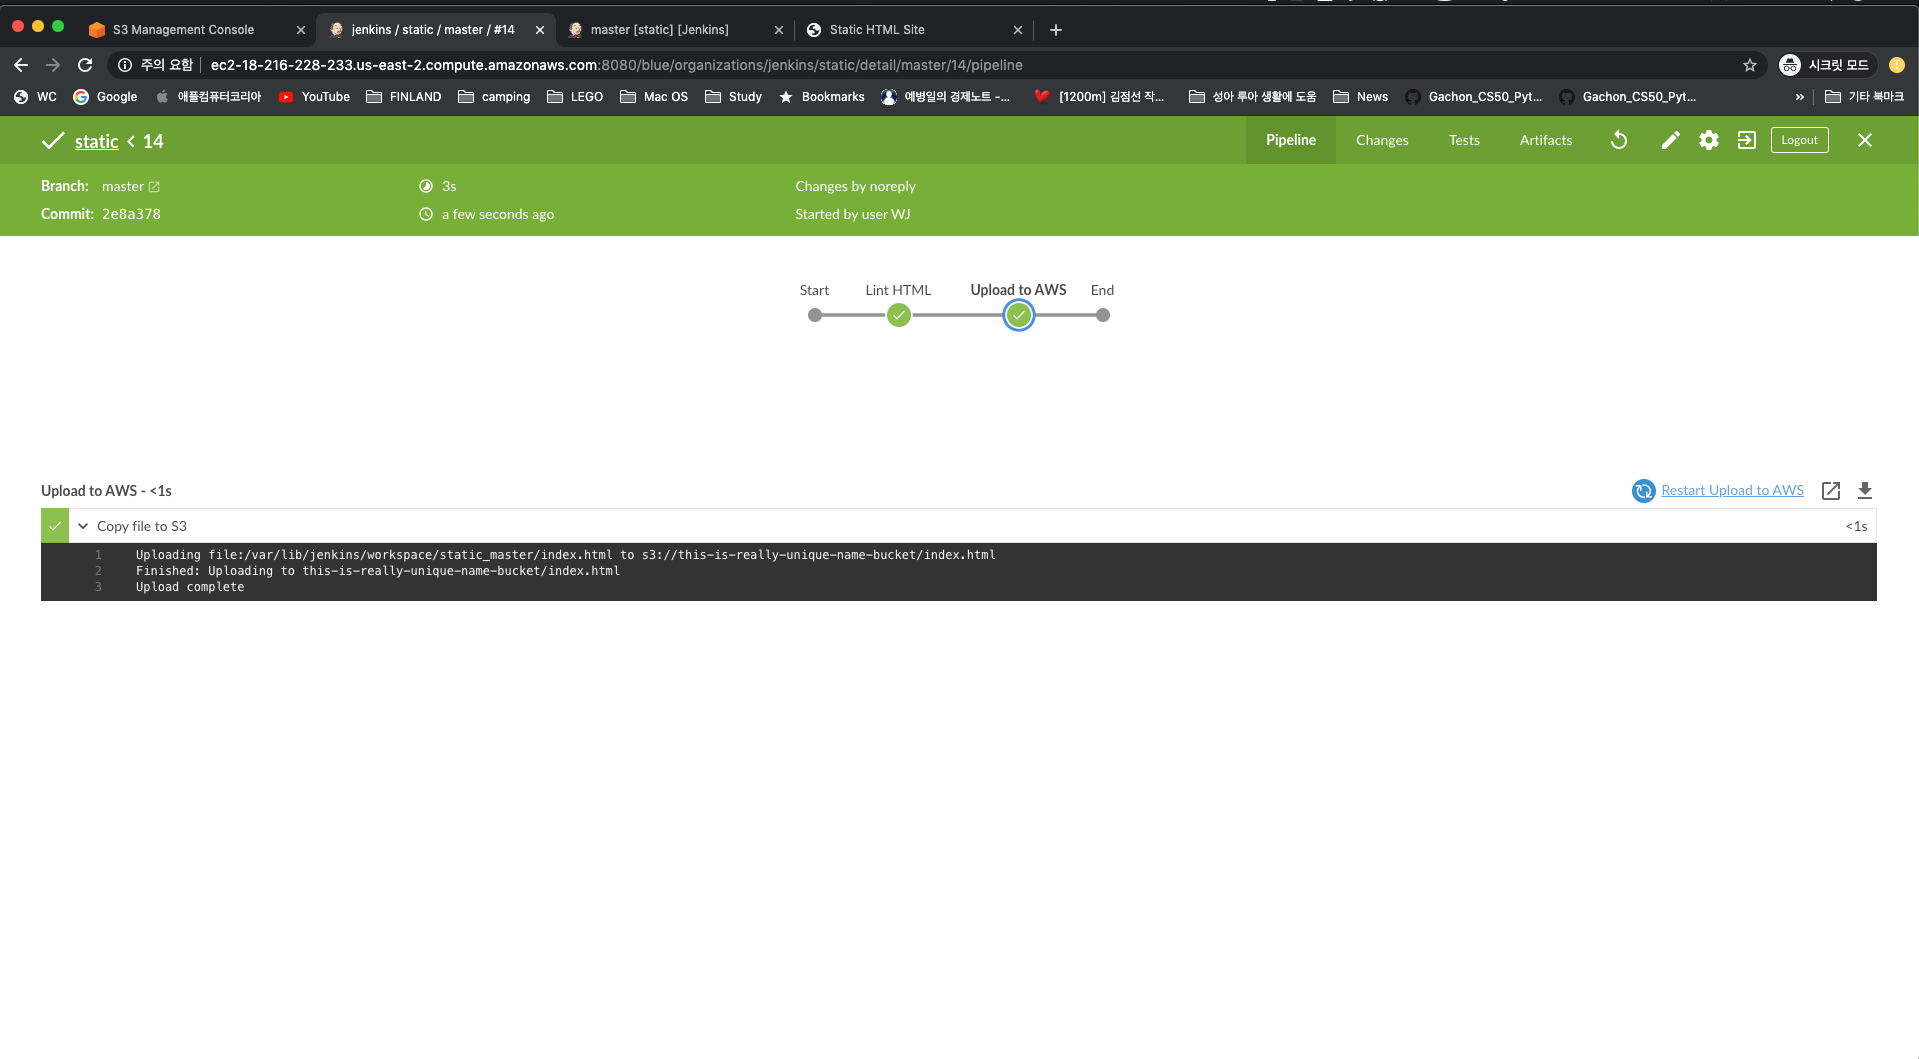 S3 Management Console
jenkins / static / master / #14
master [static] [Jenkins]
Static HTML Site
주의 요함
ec2-18-216-228-233.us-east-2.compute.amazonaws.com:8080/blue/organizations/jenkins/static/detail/master/14/pipeline
시크릿 모드
WC Google 애플컴퓨터코리아 YouTube FINLAND camping LEGO Mac OS Study Bookmarks 예병일의 경제노트 -... [1200m] 김점선 작... 성아 루아 생활에 도움 News Gachon_CS50_Pyt... Gachon_CS50_Pyt... » 기타 북마크
static < 14
Pipeline Changes Tests Artifacts Logout
Branch: master 3s Changes by noreply
Commit: 2e8a378 a few seconds ago Started by user WJ
Start Lint HTML Upload to AWS End
Upload to AWS - <1s Restart Upload to AWS
Copy file to S3 <1s
1 Uploading file:/var/lib/jenkins/workspace/static_master/index.html to s3://this-is-really-unique-name-bucket/index.html
2 Finished: Uploading to this-is-really-unique-name-bucket/index.html
3 Upload complete